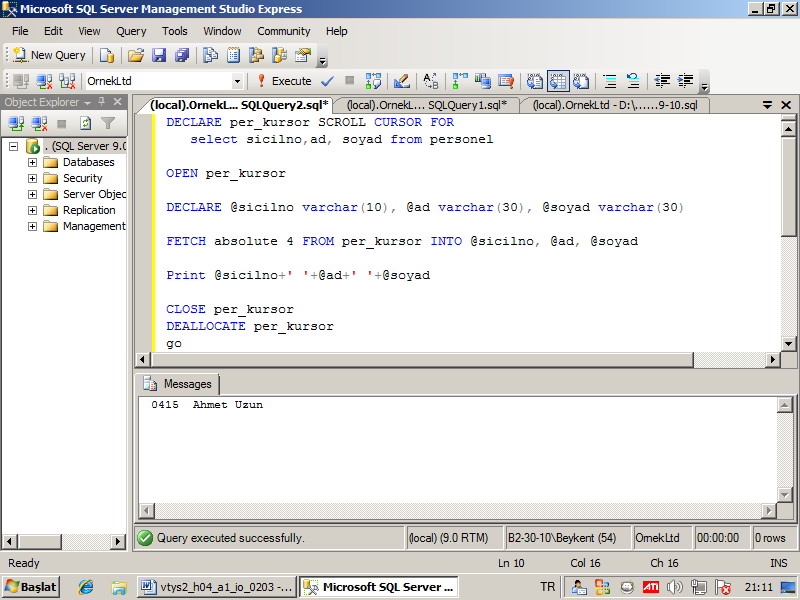 Microsoft SQL Server Management Studio Express
File Edit View Query Tools Window Community Help
New Query
OrnekLtd Execute
Object Explorer
(local).OrnekL... SQLQuery2.sql* (local).OrnekL... SQLQuery1.sql* (local).OrnekLtd - D:\......9-10.sql
. (SQL Server 9.0
Databases
Security
Server Objec
Replication
Management
DECLARE per_kursor SCROLL CURSOR FOR
select sicilno,ad, soyad from personel
OPEN per_kursor
DECLARE @sicilno varchar(10), @ad varchar(30), @soyad varchar(30)
FETCH absolute 4 FROM per_kursor INTO @sicilno, @ad, @soyad
Print @sicilno+' '+@ad+' '+@soyad
CLOSE per_kursor
DEALLOCATE per_kursor
go
Messages
0415 Ahmet Uzun
Query executed successfully. (local) (9.0 RTM) B2-30-10\Beykent (54) OrnekLtd 00:00:00 0 rows
Ready Ln 10 Col 16 Ch 16 INS
Başlat vtys2_h04_a1_io_0203 -... Microsoft SQL Server ... TR ATI 21:11